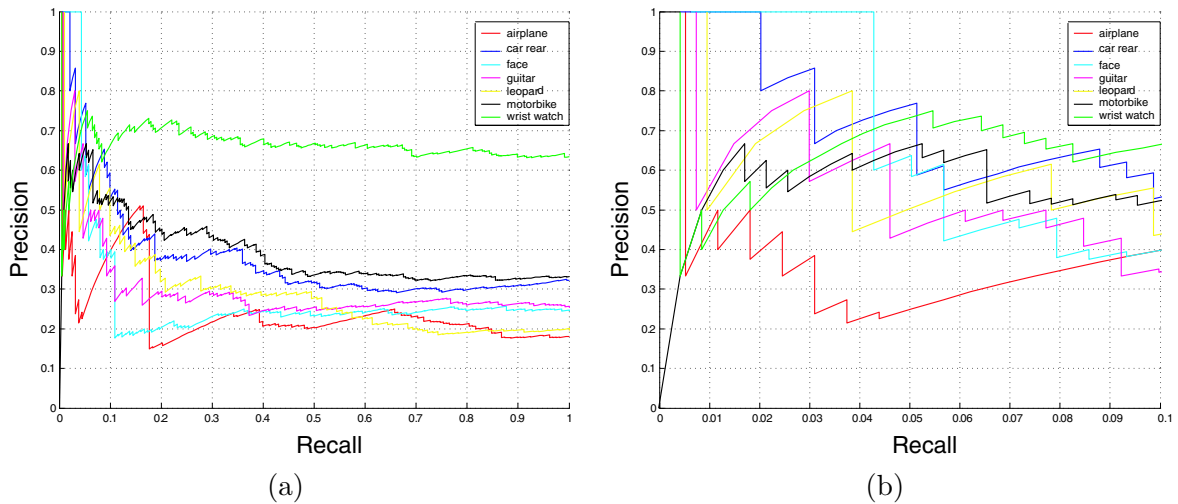 1
0.9
0.8
0.7
0.6
0.5
0.4
0.3
0.2
0.1
0
Precision
0 0.1 0.2 0.3 0.4 0.5 0.6 0.7 0.8 0.9 1
Recall
airplane
car rear
face
guitar
leopard
motorbike
wrist watch
(a)
1
0.9
0.8
0.7
0.6
0.5
0.4
0.3
0.2
0.1
0
Precision
0 0.01 0.02 0.03 0.04 0.05 0.06 0.07 0.08 0.09 0.1
Recall
airplane
car rear
face
guitar
leopard
motorbike
wrist watch
(b)